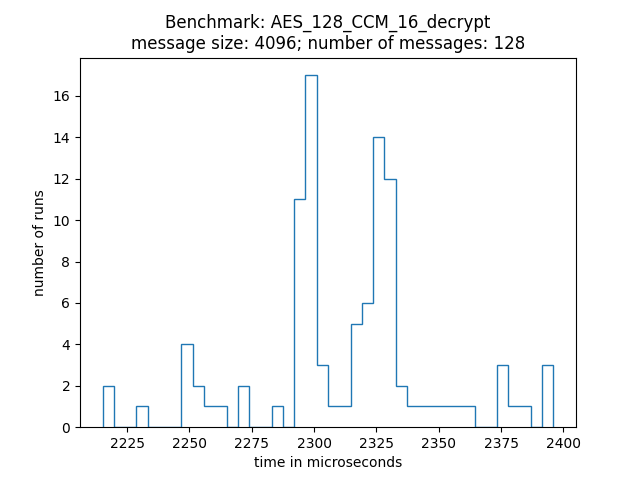 Benchmark: AES_128_CCM_16_decrypt
message size: 4096; number of messages: 128
16
14
12
10
8
6
4
2
0
number of runs
2225 2250 2275 2300 2325 2350 2375 2400
time in microseconds